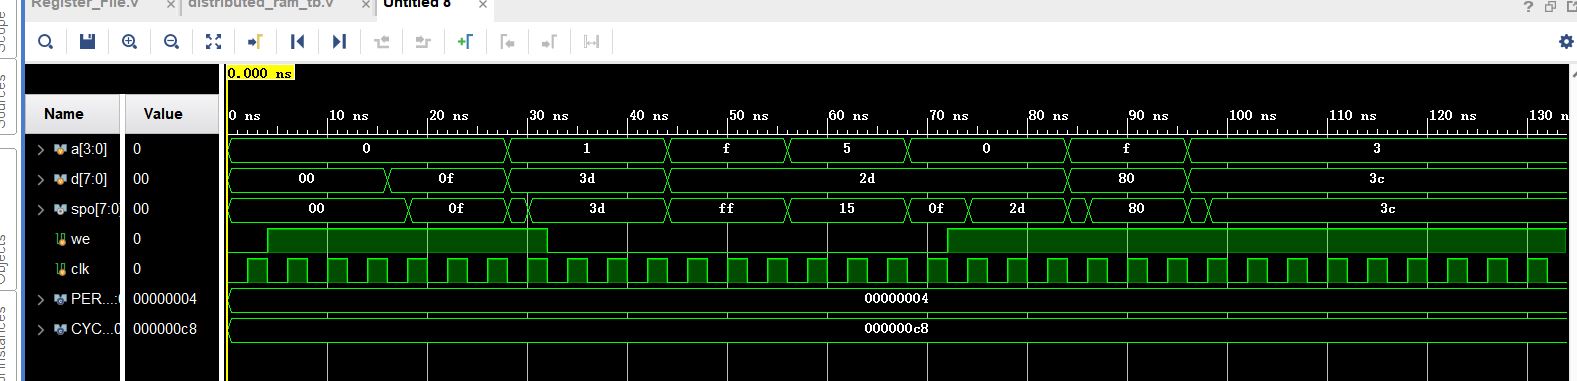 Register_File.v × distributed_ram_tb.v × Untitled 8 ×
?
Scope
Sources
Objects
0.000 ns
Name Value
0 ns 10 ns 20 ns 30 ns 40 ns 50 ns 60 ns 70 ns 80 ns 90 ns 100 ns 110 ns 120 ns 130 n
a[3:0] 0 0 1 f 5 0 f 3
d[7:0] 00 00 0f 3d 2d 80 3c
spo[7:0 00 00 0f 3d ff 15 0f 2d 80 3c
we 0
clk 0
PER...:( 00000004 00000004
CYC...0 000000c8 000000c8